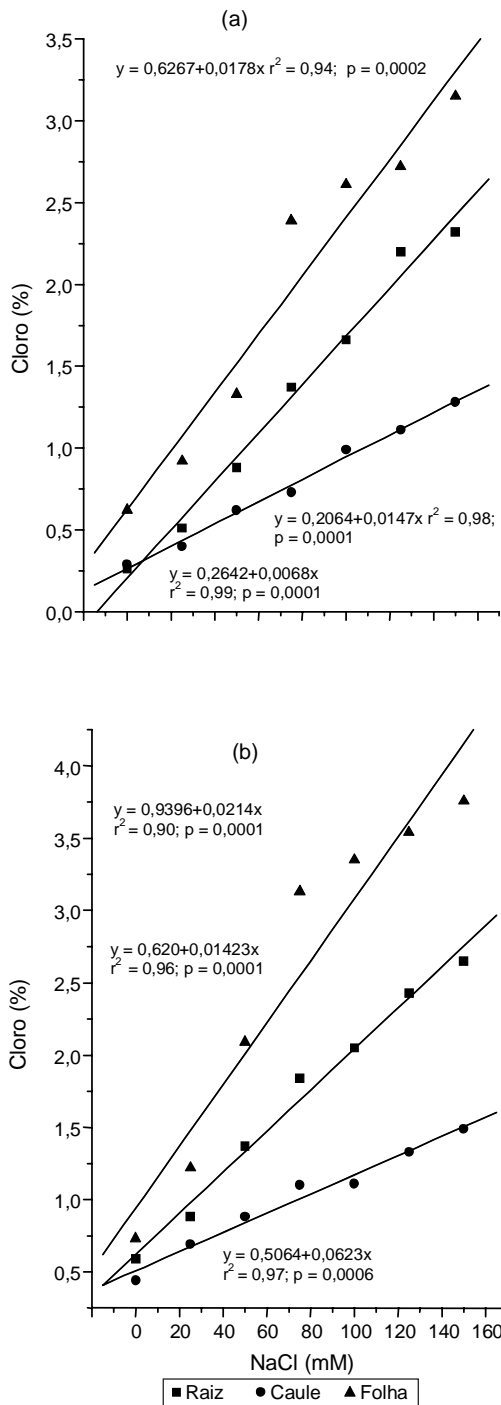 (a)
3,5
3,0
2,5
2,0
1,5
1,0
0,5
0,0
Cloro (%)
y = 0,6267+0,0178x r² = 0,94; p = 0,0002
y = 0,2064+0,0147x r² = 0,98;
p = 0,0001
y = 0,2642+0,0068x
r² = 0,99; p = 0,0001
(b)
4,0
3,5
3,0
2,5
2,0
1,5
1,0
0,5
Cloro (%)
y = 0,9396+0,0214x
r² = 0,90; p = 0,0001
y = 0,620+0,01423x
r² = 0,96; p = 0,0001
y = 0,5064+0,0623x
r² = 0,97; p = 0,0006
0 20 40 60 80 100 120 140 160
NaCl (mM)
Raiz Caule Folha